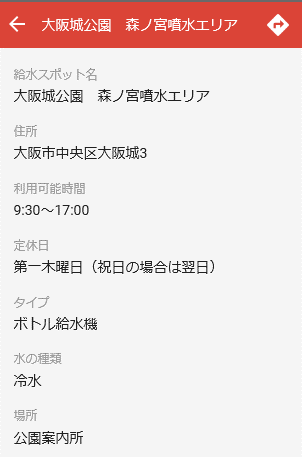 大阪城公園　森ノ宮噴水エリア
給水スポット名
大阪城公園　森ノ宮噴水エリア
住所
大阪市中央区大阪城3
利用可能時間
9:30～17:00
定休日
第一木曜日（祝日の場合は翌日）
タイプ
ボトル給水機
水の種類
冷水
場所
公園案内所